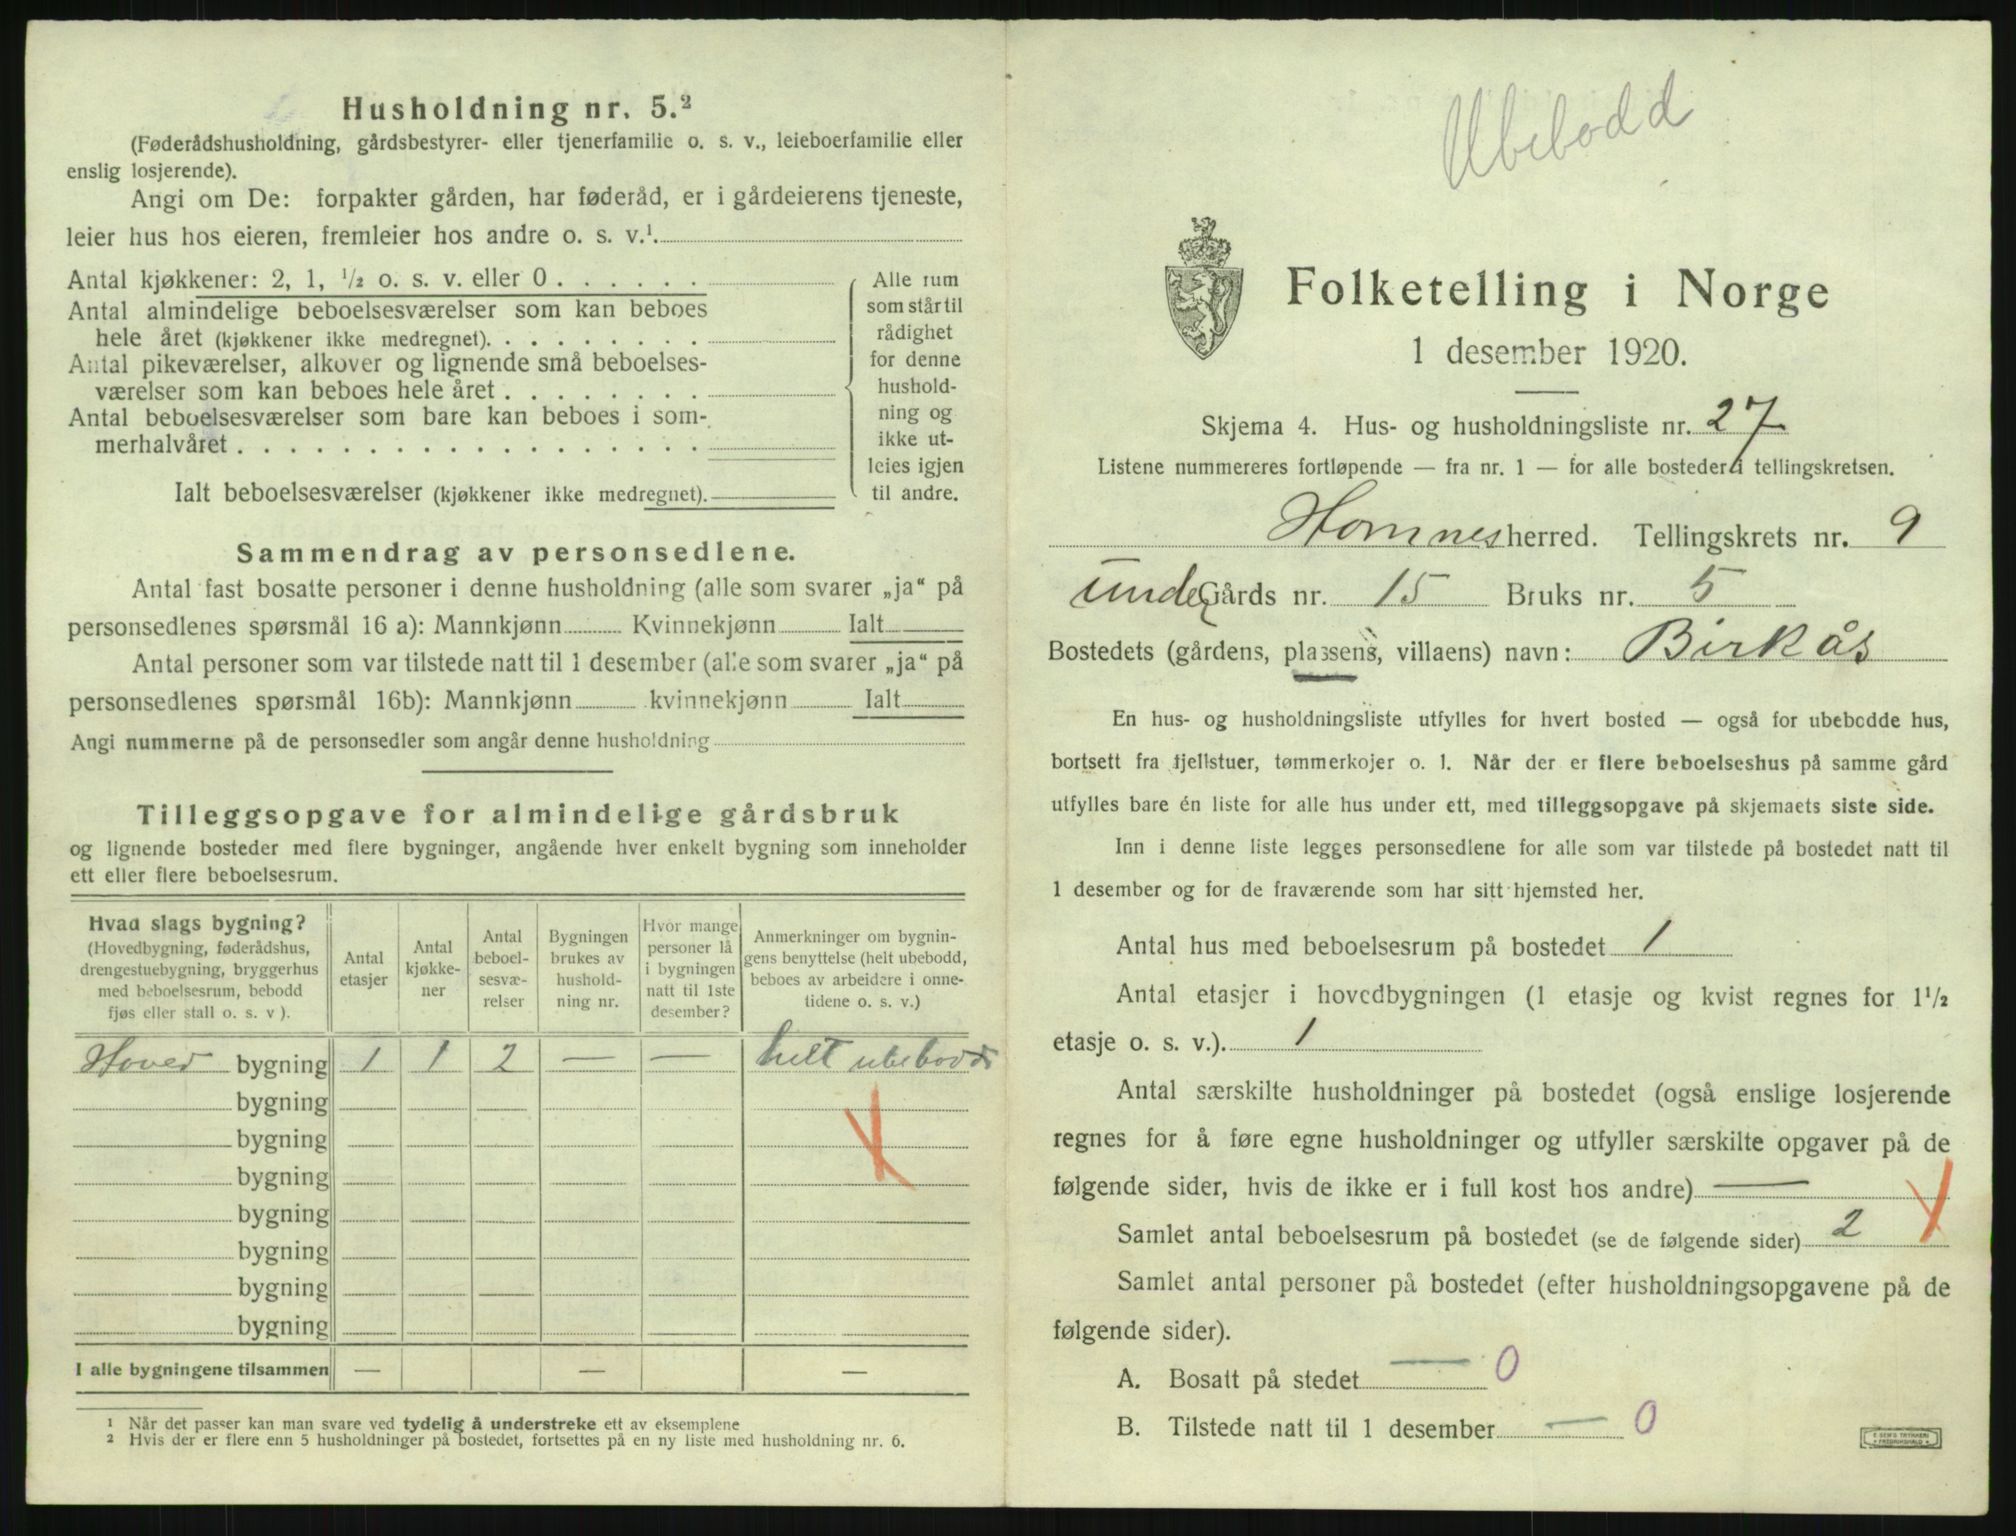 Husholdning nr. 5.²
(Føderådshusholdning, gårdsbestyrer- eller tjenerfamilie o. s. v., leieboerfamilie eller
enslig losjerende).
Angi om De: forpakter gården, har føderåd, er i gårdeierens tjeneste,
leier hus hos eieren, fremleier hos andre o. s. v.¹.
Antal kjøkkener: 2, 1, ½ o. s. v. eller 0 . . . . . .
Antal almindelige beboelsesværelser som kan beboes
hele året (kjøkkener ikke medregnet). . . . . . . . .
Antal pikeværelser, alkover og lignende små beboelses-
værelser som kan beboes hele året . . . . . . . .
Antal beboelsesværelser som bare kan beboes i som-
merhalvåret . . . . . . . . . . . . . . . . . .
Alle rum
som står til
rådighet
for denne
hushold-
ning og
ikke ut-
leies igjen
til andre.
Ialt beboelsesværelser (kjøkkener ikke medregnet).
Sammendrag av personsedlene.
Antal fast bosatte personer i denne husholdning (alle som svarer „ja“ på
personsedlenes spørsmål 16 a): Mannkjønn Kvinnekjønn Ialt
Antal personer som var tilstede natt til 1 desember (alle som svarer „ja“ på
personsedlenes spørsmål 16b): Mannkjønn kvinnekjønn Ialt
Angi nummerne på de personsedler som angår denne husholdning
Tilleggsopgave for almindelige gårdsbruk
og lignende bosteder med flere bygninger, angående hver enkelt bygning som inneholder
ett eller flere beboelsesrum.
Hvad slags bygning?
(Hovedbygning, føderådshus,
drengestuebygning, bryggerhus
med beboelsesrum, bebodd
fjøs eller stall o. s. v ).
Antal
etasjer
Antal
kjøkke-
ner
Antal
beboel-
sesvæ-
relser
Bygningen
brukes av
hushold-
ning nr.
Hvor mange
personer lå
i bygningen
natt til 1ste
desember?
Anmerkninger om bygnin-
gens benyttelse (helt ubebodd,
beboes av arbeidere i onne-
tidene o. s. v.)
Hoved bygning 1 1 2 — — helt ubebodd
bygning
bygning
bygning
bygning
bygning
bygning
bygning
I alle bygningene tilsammen — — —
¹ Når det passer kan man svare ved tydelig å understreke ett av eksemplene
² Hvis der er flere enn 5 husholdninger på bostedet, fortsettes på en ny liste med husholdning nr. 6.
Ubebodd
Folketelling i Norge
1 desember 1920.
Skjema 4. Hus- og husholdningsliste nr. 27
Listene nummereres fortløpende — fra nr. 1 — for alle bosteder i tellingskretsen.
Hornnes herred. Tellingskrets nr. 9
under Gårds nr. 15 Bruks nr. 5
Bostedets (gårdens, plassens, villaens) navn: Birkås
En hus- og husholdningsliste utfylles for hvert bosted — også for ubebodde hus,
bortsett fra fjellstuer, tømmerkojer o. l. Når der er flere beboelseshus på samme gård
utfylles bare én liste for alle hus under ett, med tilleggsopgave på skjemaets siste side.
Inn i denne liste legges personsedlene for alle som var tilstede på bostedet natt til
1 desember og for de fraværende som har sitt hjemsted her.
Antal hus med beboelsesrum på bostedet 1
Antal etasjer i hovedbygningen (1 etasje og kvist regnes for 1½
etasje o. s. v.). 1
Antal særskilte husholdninger på bostedet (også enslige losjerende
regnes for å føre egne husholdninger og utfyller særskilte opgaver på de
følgende sider, hvis de ikke er i full kost hos andre) —
Samlet antal beboelsesrum på bostedet (se de følgende sider) 2
Samlet antal personer på bostedet (efter husholdningsopgavene på de
følgende sider).
A. Bosatt på stedet — 0
B. Tilstede natt til 1 desember — 0